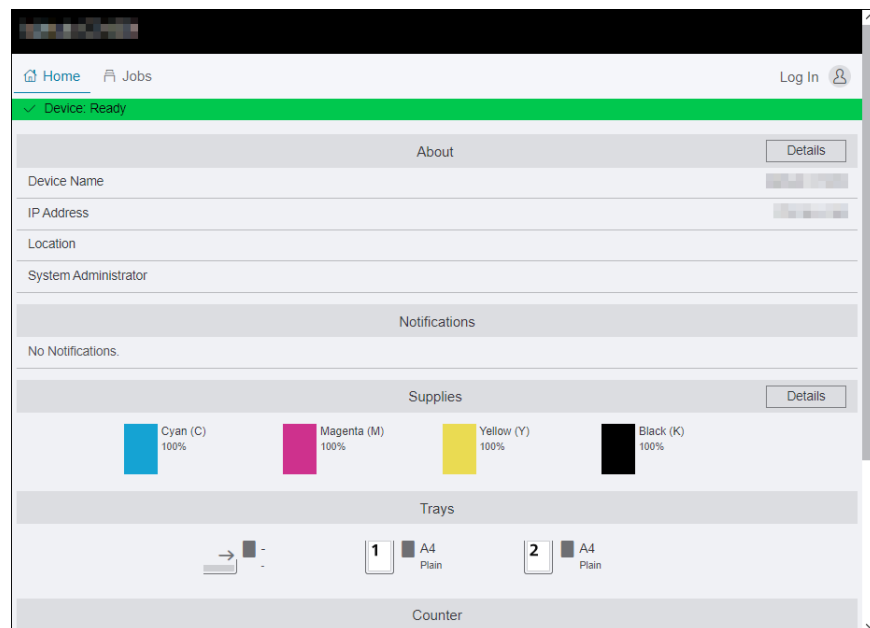 Home Jobs Log In
Device: Ready
About Details
Device Name
IP Address
Location
System Administrator
Notifications
No Notifications.
Supplies Details
Cyan (C) Magenta (M) Yellow (Y) Black (K)
100% 100% 100% 100%
Trays
- 1 A4 2 A4
- Plain Plain
Counter